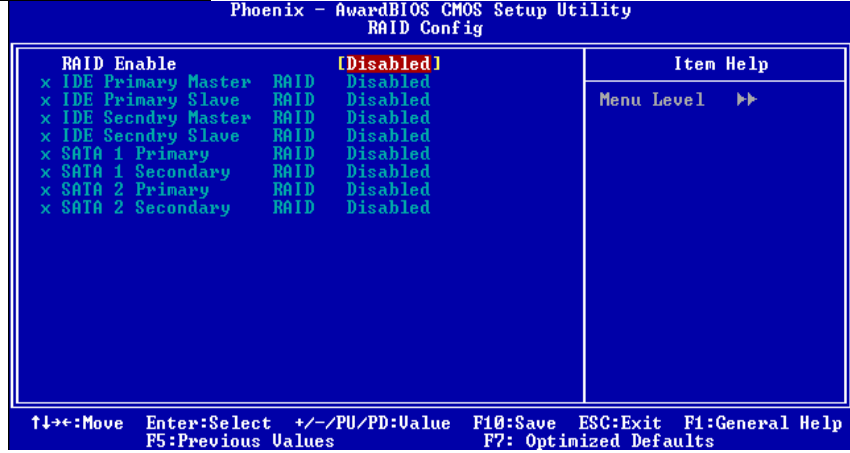 Phoenix - AwardBIOS CMOS Setup Utility
RAID Config
RAID Enable [Disabled]
x IDE Primary Master RAID Disabled
x IDE Primary Slave RAID Disabled
x IDE Secndry Master RAID Disabled
x IDE Secndry Slave RAID Disabled
x SATA 1 Primary RAID Disabled
x SATA 1 Secondary RAID Disabled
x SATA 2 Primary RAID Disabled
x SATA 2 Secondary RAID Disabled
Item Help
Menu Level ▶▶
↑↓→←:Move Enter:Select +/-/PU/PD:Value F10:Save ESC:Exit F1:General Help
F5:Previous Values F7: Optimized Defaults